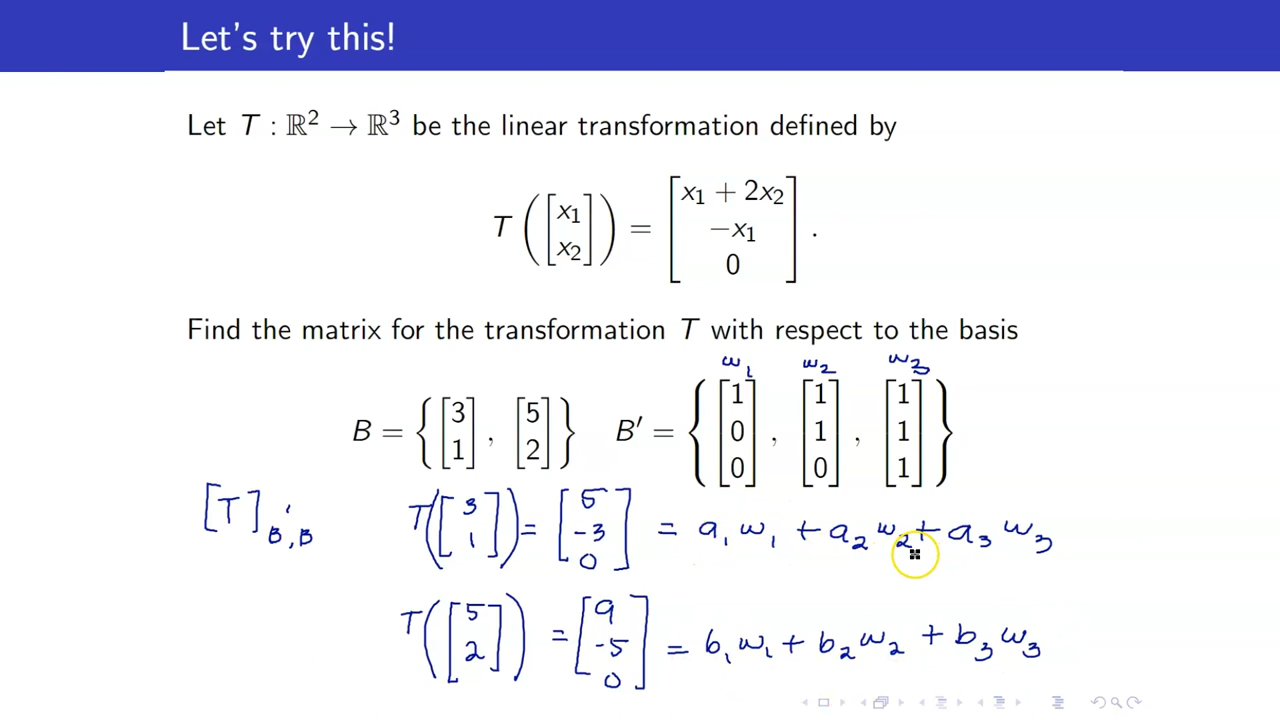 Let's try this!
Let T : ℝ² → ℝ³ be the linear transformation defined by
T([x₁ x₂]) = [x₁ + 2x₂ −x₁ 0].
Find the matrix for the transformation T with respect to the basis
w₁ w₂ w₃
B = {[3 1], [5 2]} B′ = {[1 0 0], [1 1 0], [1 1 1]}
[T]B′,B T([3 1]) = [5 -3 0] = a₁w₁ + a₂w₂ + a₃w₃
T([5 2]) = [9 -5 0] = b₁w₁ + b₂w₂ + b₃w₃